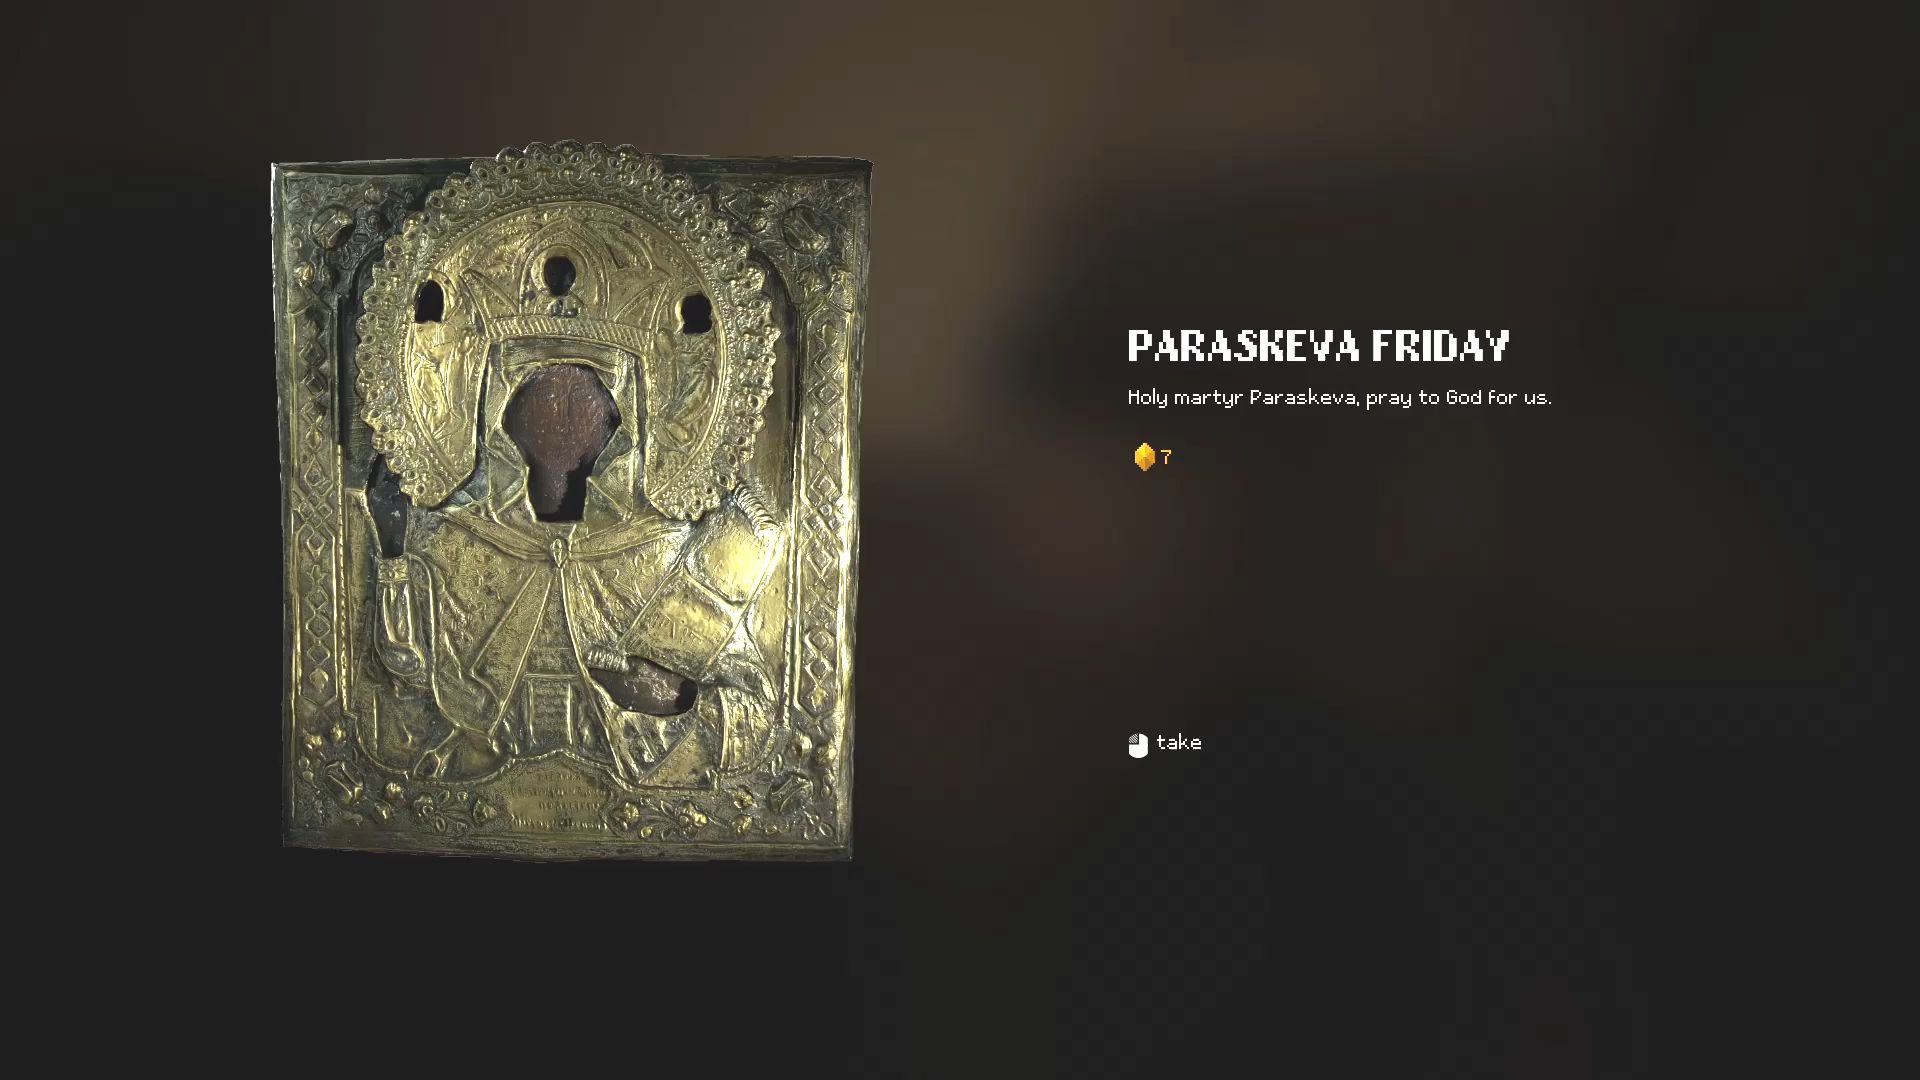 PARASKEVA FRIDAY
Holy martyr Paraskeva, pray to God for us.
7
take